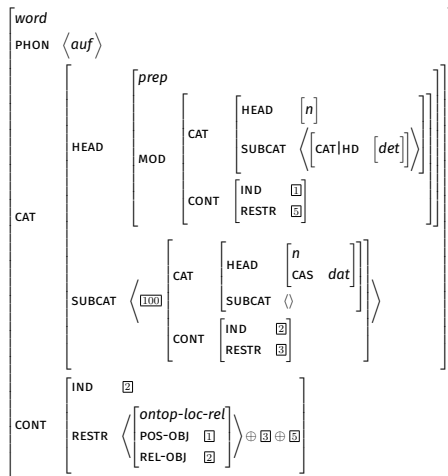 word
PHON ⟨auf⟩
prep
HEAD [n]
CAT
SUBCAT ⟨[CAT|HD [det]]⟩
HEAD
MOD
IND 1
CONT
RESTR 5
CAT
n
HEAD
CAS dat
CAT
SUBCAT ⟨⟩
SUBCAT ⟨ 100 ⟩
IND 2
CONT
RESTR 3
IND 2
ontop-loc-rel
CONT
RESTR ⟨ POS-OBJ 1 ⟩ ⊕ 3 ⊕ 5
REL-OBJ 2